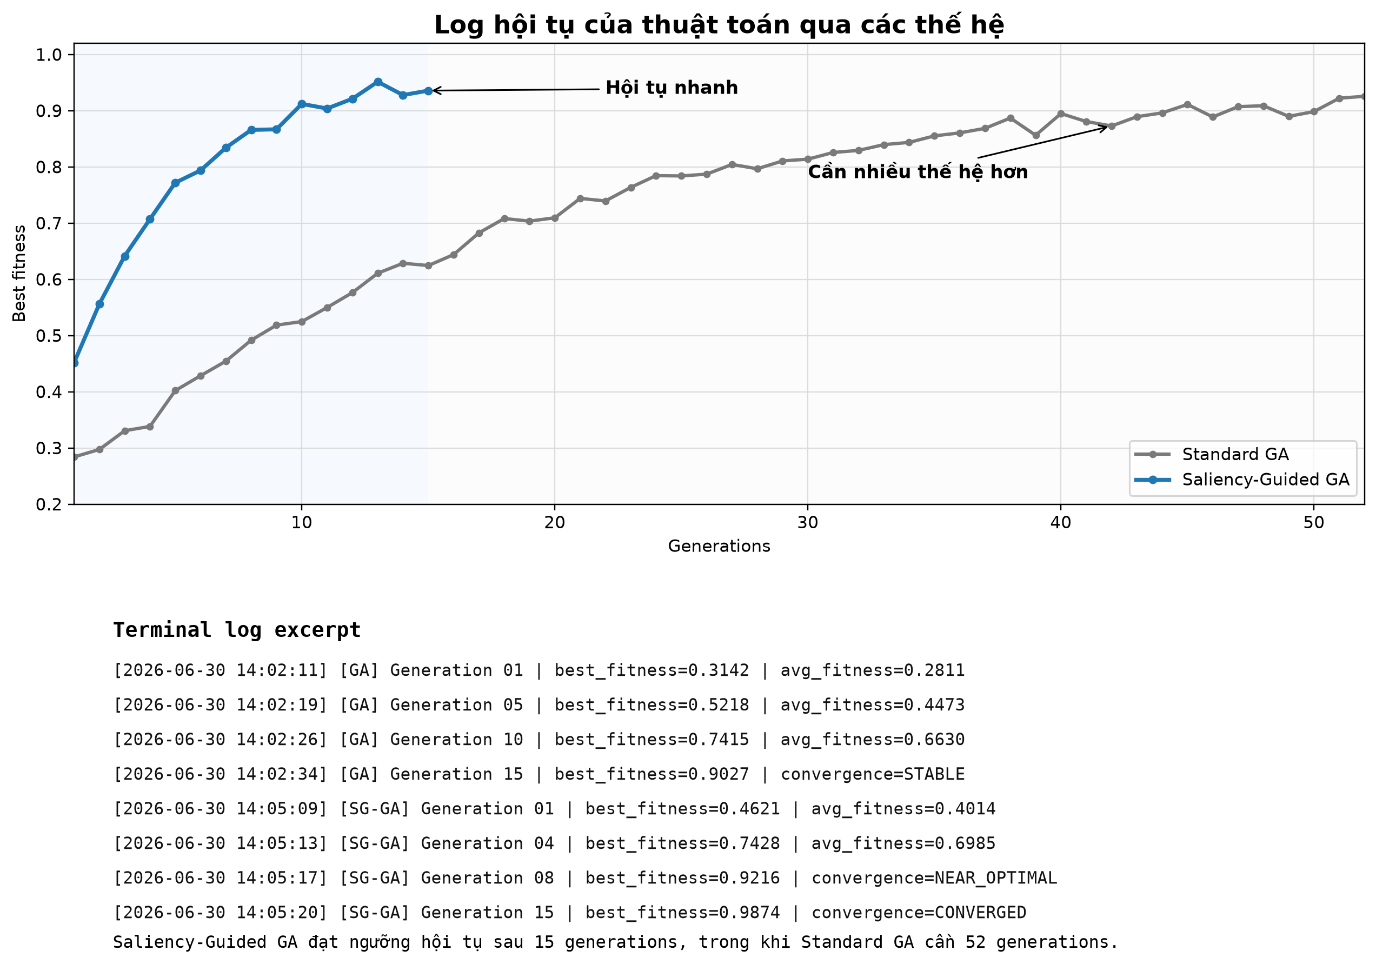 Log hội tụ của thuật toán qua các thế hệ
1.0
0.9
0.8
0.7
0.6
0.5
0.4
0.3
0.2
Best fitness
Hội tụ nhanh
Cần nhiều thế hệ hơn
Standard GA
Saliency-Guided GA
10 20 30 40 50
Generations
Terminal log excerpt
[2026-06-30 14:02:11] [GA] Generation 01 | best_fitness=0.3142 | avg_fitness=0.2811
[2026-06-30 14:02:19] [GA] Generation 05 | best_fitness=0.5218 | avg_fitness=0.4473
[2026-06-30 14:02:26] [GA] Generation 10 | best_fitness=0.7415 | avg_fitness=0.6630
[2026-06-30 14:02:34] [GA] Generation 15 | best_fitness=0.9027 | convergence=STABLE
[2026-06-30 14:05:09] [SG-GA] Generation 01 | best_fitness=0.4621 | avg_fitness=0.4014
[2026-06-30 14:05:13] [SG-GA] Generation 04 | best_fitness=0.7428 | avg_fitness=0.6985
[2026-06-30 14:05:17] [SG-GA] Generation 08 | best_fitness=0.9216 | convergence=NEAR_OPTIMAL
[2026-06-30 14:05:20] [SG-GA] Generation 15 | best_fitness=0.9874 | convergence=CONVERGED
Saliency-Guided GA đạt ngưỡng hội tụ sau 15 generations, trong khi Standard GA cần 52 generations.